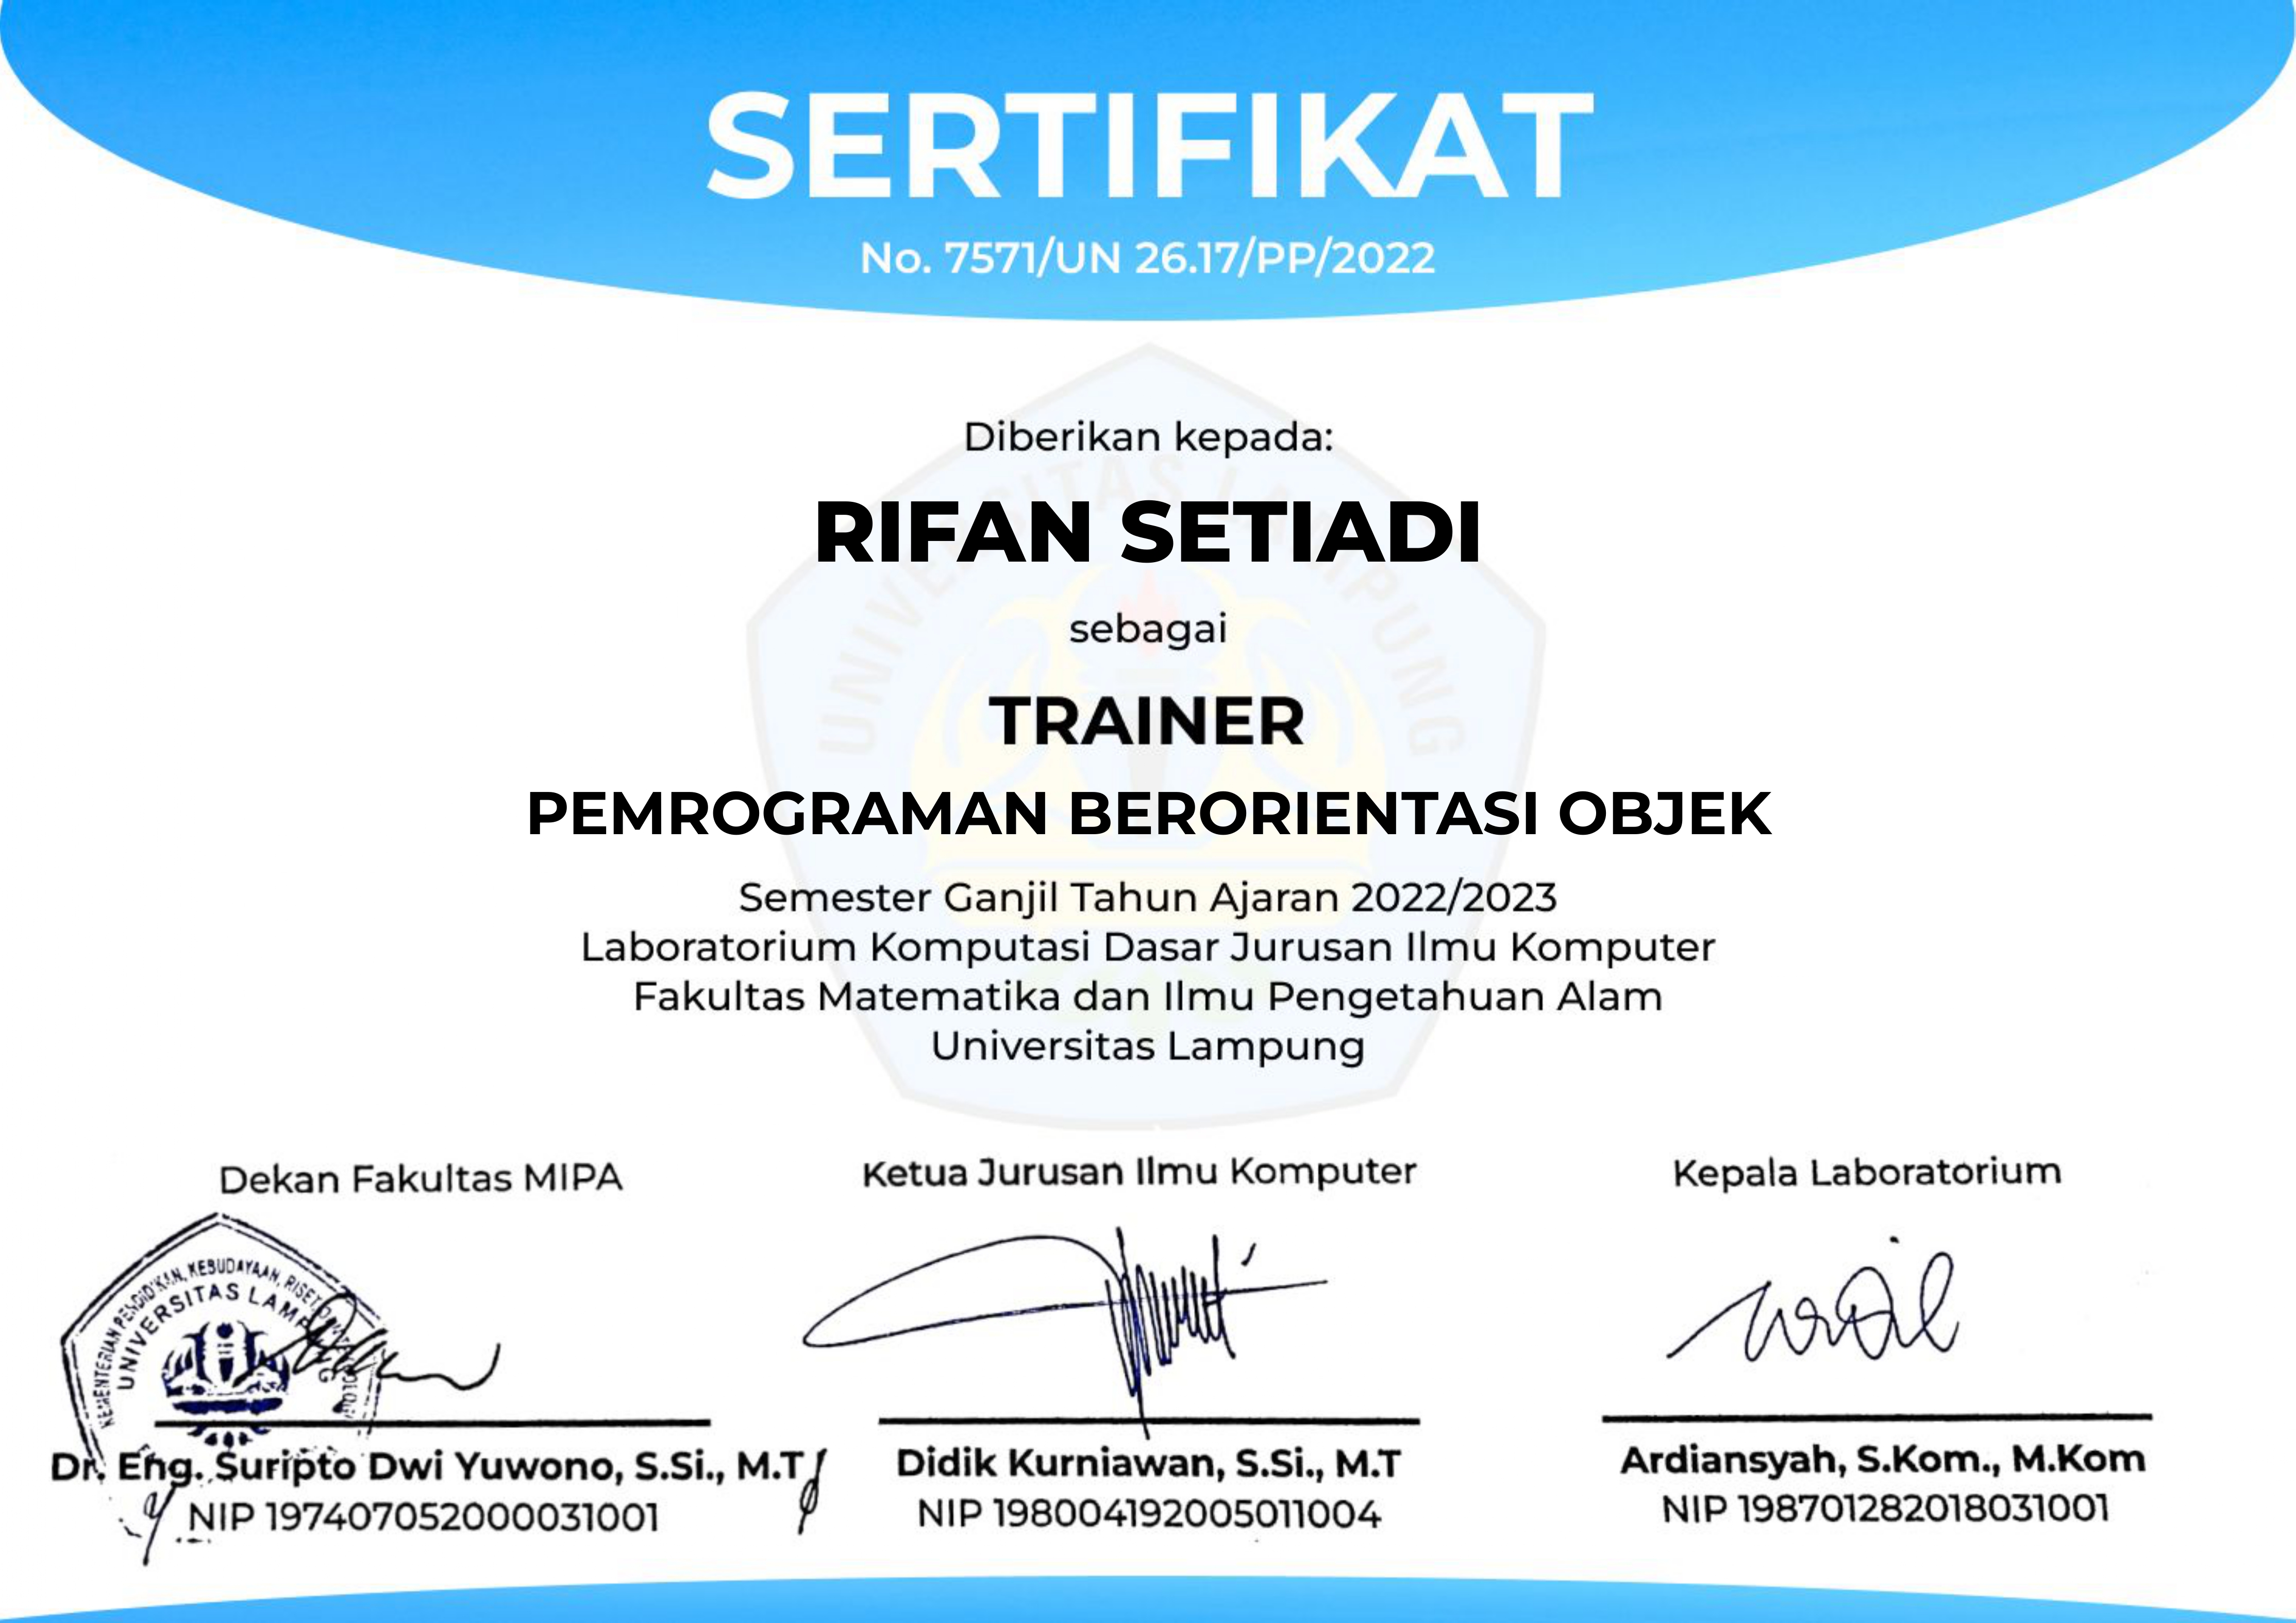 SERTIFIKAT
No. 7571/UN 26.17/PP/2022
Diberikan kepada:
RIFAN SETIADI
sebagai
TRAINER
PEMROGRAMAN BERORIENTASI OBJEK
Semester Ganjil Tahun Ajaran 2022/2023
Laboratorium Komputasi Dasar Jurusan Ilmu Komputer
Fakultas Matematika dan Ilmu Pengetahuan Alam
Universitas Lampung
UNIVERSITAS LAMPUNG
Dekan Fakultas MIPA
KEMENTERIAN PENDIDIKAN, KEBUDAYAAN, RISET
UNIVERSITAS LAMPUNG
Dr. Eng. Suripto Dwi Yuwono, S.Si., M.T
NIP 197407052000031001
Ketua Jurusan Ilmu Komputer
Didik Kurniawan, S.Si., M.T
NIP 198004192005011004
Kepala Laboratorium
Ardiansyah, S.Kom., M.Kom
NIP 198701282018031001